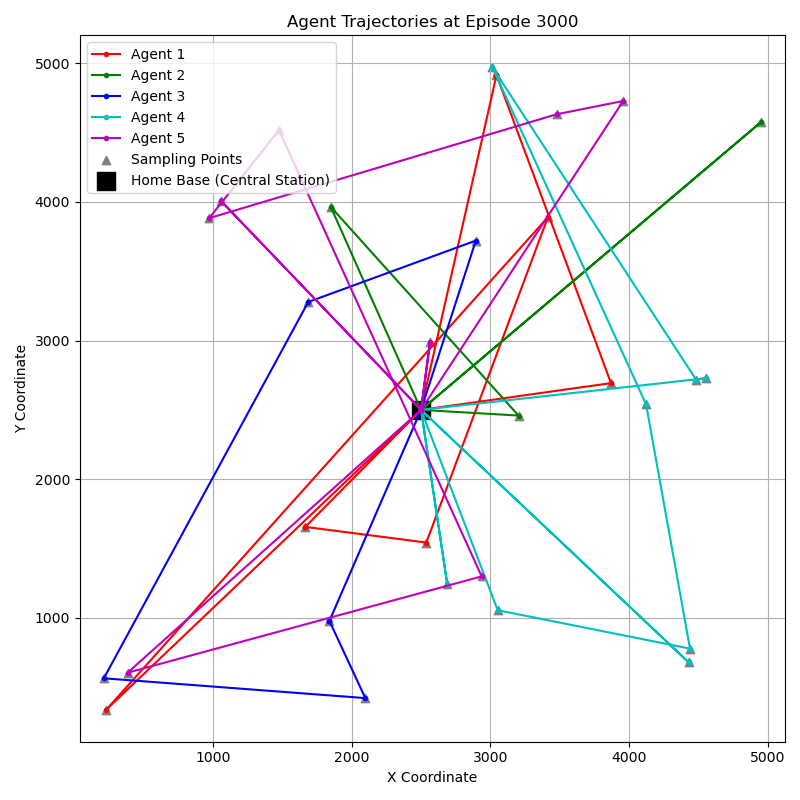 Agent Trajectories at Episode 3000
Agent 1
Agent 2
Agent 3
Agent 4
Agent 5
Sampling Points
Home Base (Central Station)
5000
4000
3000
2000
1000
Y Coordinate
1000
2000
3000
4000
5000
X Coordinate